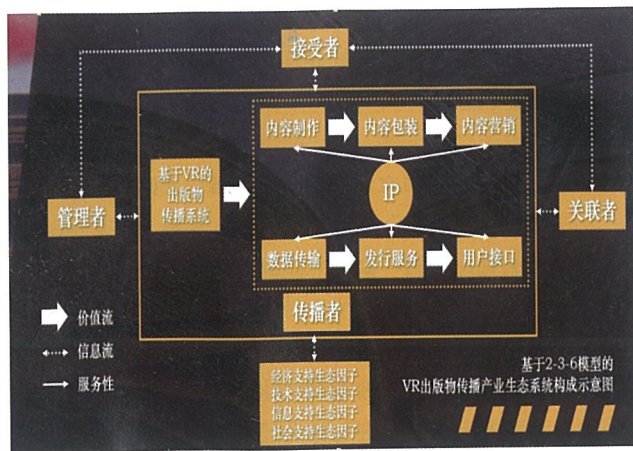 接受者
内容制作
内容包装
内容营销
基于VR的
出版物
传播系统
IP
管理者
关联者
数据传输
发行服务
用户接口
传播者
价值流
信息流
服务性
经济支持生态因子
技术支持生态因子
信息支持生态因子
社会支持生态因子
基于2-3-6模型的
VR出版物传播产业生态系统构成示意图